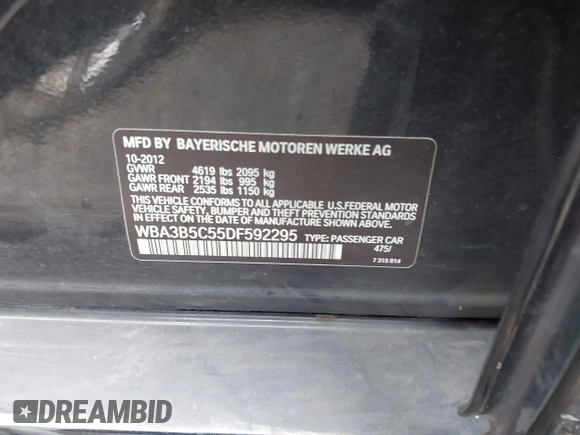 MFD BY BAYERISCHE MOTOREN WERKE AG
10-2012
GVWR 4619 lbs 2095 kg
GAWR FRONT 2194 lbs 995 kg
GAWR REAR 2535 lbs 1150 kg
THIS VEHICLE CONFORMS TO ALL APPLICABLE U.S.FEDERAL MOTOR
VEHICLE SAFETY, BUMPER AND THEFT PREVENTION STANDARDS
IN EFFECT ON THE DATE OF MANUFACTURE SHOWN ABOVE.
WBA3B5C55DF592295 TYPE: PASSENGER CAR
475/
7 315 814
DREAMBID